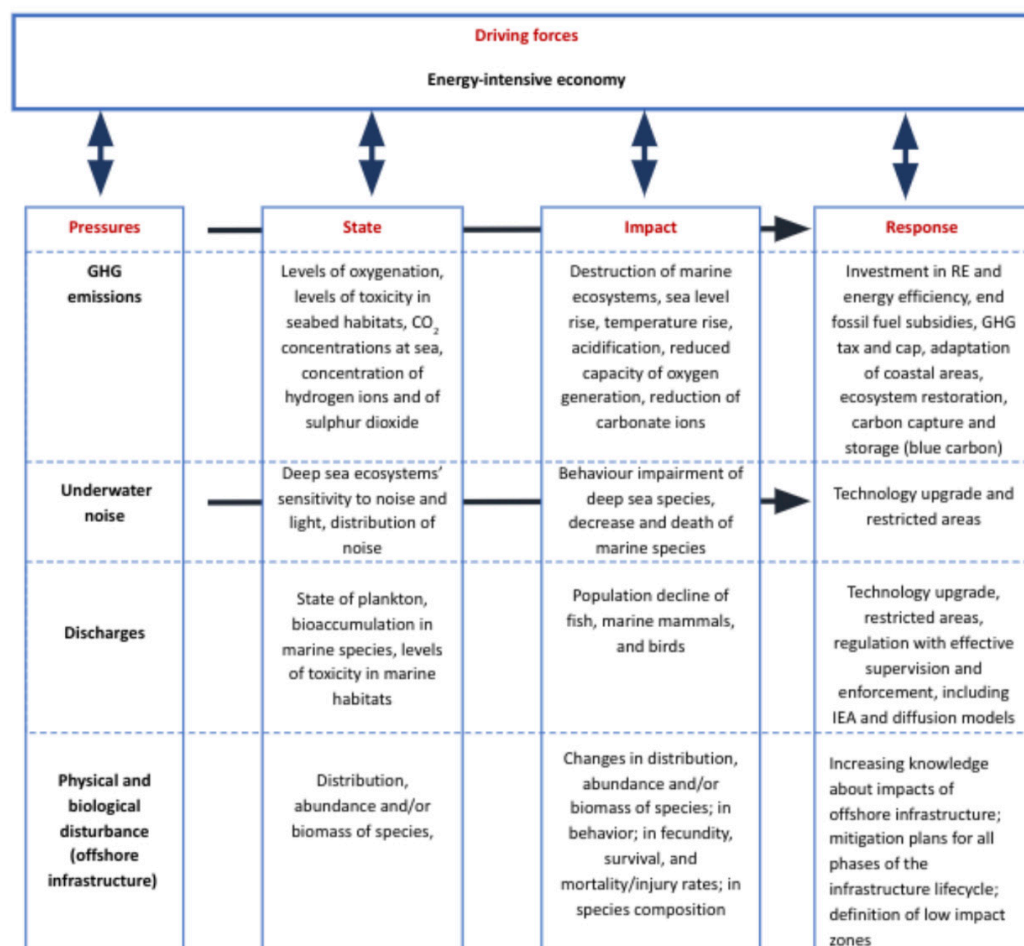 Driving forces
Energy-intensive economy
Pressures
State
Impact
Response
GHG
emissions
Levels of oxygenation,
levels of toxicity in
seabed habitats, CO₂
concentrations at sea,
concentration of
hydrogen ions and of
sulphur dioxide
Destruction of marine
ecosystems, sea level
rise, temperature rise,
acidification, reduced
capacity of oxygen
generation, reduction of
carbonate ions
Investment in RE and
energy efficiency, end
fossil fuel subsidies, GHG
tax and cap, adaptation
of coastal areas,
ecosystem restoration,
carbon capture and
storage (blue carbon)
Underwater
noise
Deep sea ecosystems’
sensitivity to noise and
light, distribution of
noise
Behaviour impairment of
deep sea species,
decrease and death of
marine species
Technology upgrade and
restricted areas
Discharges
State of plankton,
bioaccumulation in
marine species, levels
of toxicity in marine
habitats
Population decline of
fish, marine mammals,
and birds
Technology upgrade,
restricted areas,
regulation with effective
supervision and
enforcement, including
IEA and diffusion models
Physical and
biological
disturbance
(offshore
infrastructure)
Distribution,
abundance and/or
biomass of species,
Changes in distribution,
abundance and/or
biomass of species; in
behavior; in fecundity,
survival, and
mortality/injury rates; in
species composition
Increasing knowledge
about impacts of
offshore infrastructure;
mitigation plans for all
phases of the
infrastructure lifecycle;
definition of low impact
zones